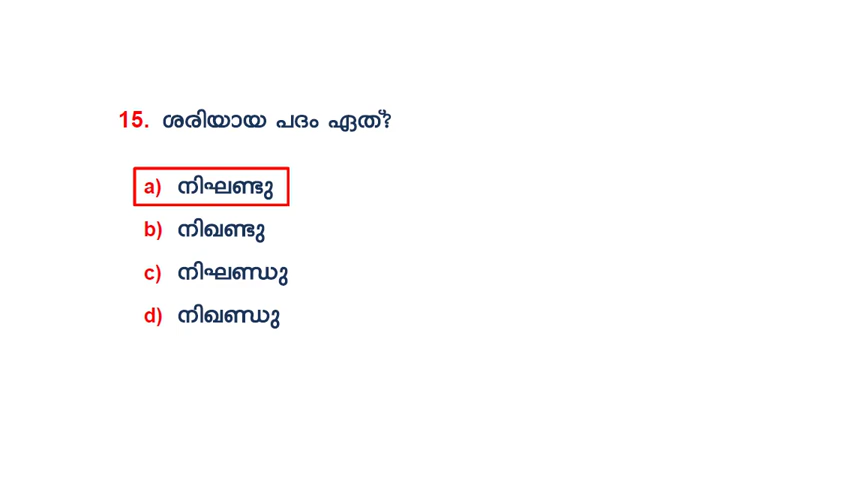 15. ശരിയായ പദം ഏത്?
a) നിഘണ്ടു
b) നിഖണ്ടു
c) നിഘണ്ഡു
d) നിഖണ്ഡു